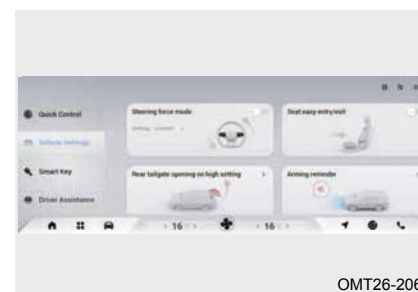 Quick Control
Vehicle Settings
Smart Key
Driver Assistance
Steering force mode
Seat easy entry/exit
Rear tailgate opening on high setting
Arming reminder
16
16
OMT26-206